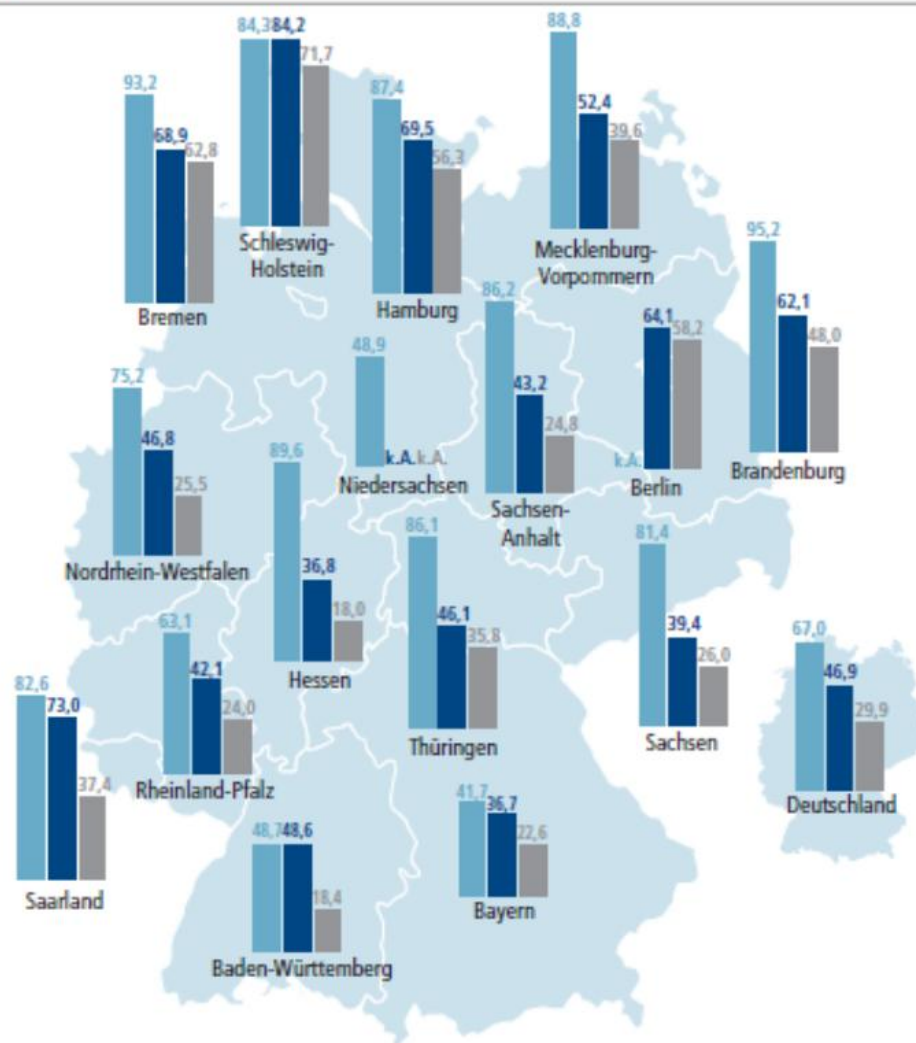 93,2
68,9
62,8
Bremen
84,3
84,2
71,7
Schleswig-
Holstein
87,4
69,5
56,3
Hamburg
88,8
52,4
39,6
Mecklenburg-
Vorpommern
95,2
62,1
48,0
Brandenburg
75,2
46,8
25,5
Nordrhein-Westfalen
48,9
k.A.
k.A.
Niedersachsen
86,2
43,2
24,8
Sachsen-
Anhalt
k.A.
64,1
58,2
Berlin
89,6
36,8
18,0
Hessen
86,1
46,1
35,8
Thüringen
81,4
39,4
26,0
Sachsen
67,0
46,9
29,9
Deutschland
63,1
42,1
24,0
Rheinland-Pfalz
82,6
73,0
37,4
Saarland
48,7
48,6
18,4
Baden-Württemberg
41,7
36,7
22,6
Bayern